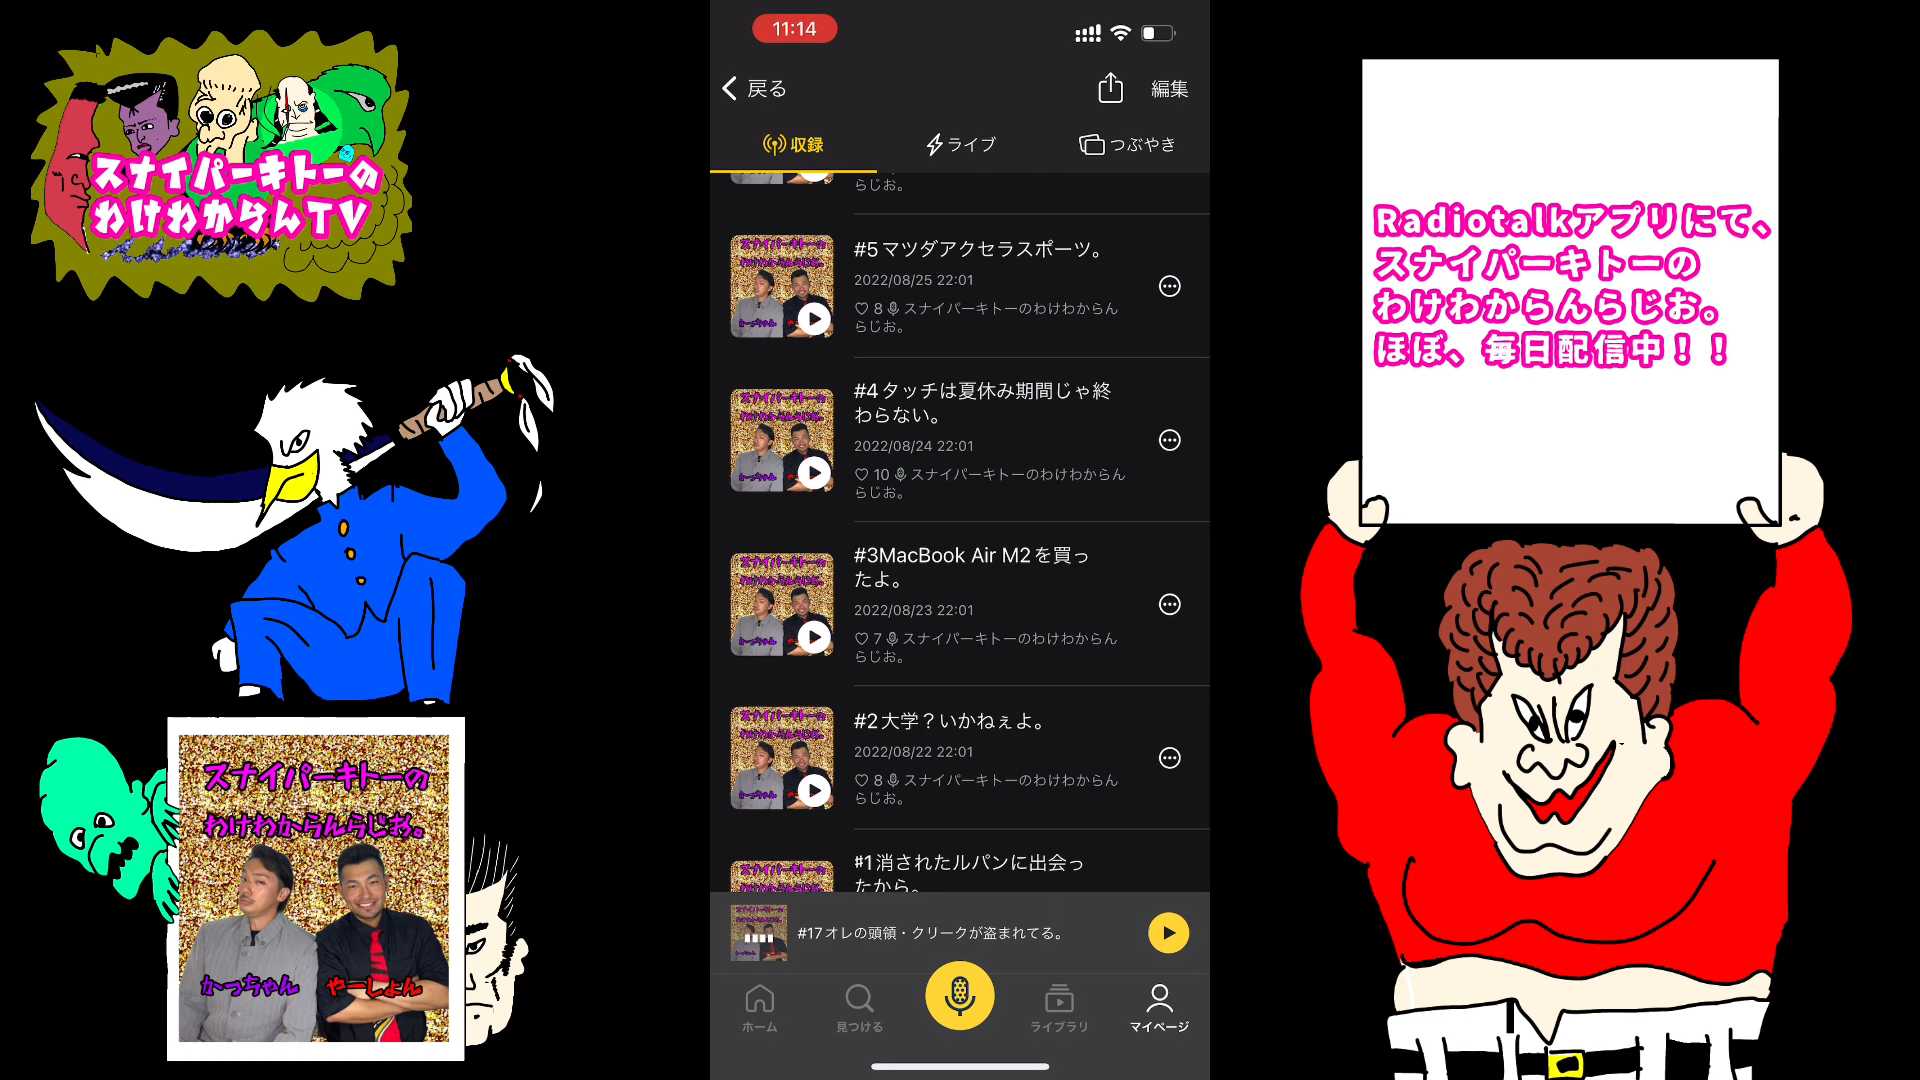 スナイパーキトーの
わけわからんTV
スナイパーキトーの
わけわからんらじお。
かっちゃん
やーしょん
11:14
戻る
編集
収録
ライブ
つぶやき
らじお。
#5マツダアクセラスポーツ。
2022/08/25 22:01
♡ 8 スナイパーキトーのわけわからん
らじお。
#4タッチは夏休み期間じゃ終
わらない。
2022/08/24 22:01
♡ 10 スナイパーキトーのわけわからん
らじお。
#3MacBook Air M2を買っ
たよ。
2022/08/23 22:01
♡ 7 スナイパーキトーのわけわからん
らじお。
#2大学？いかねぇよ。
2022/08/22 22:01
♡ 8 スナイパーキトーのわけわからん
らじお。
#1消されたルパンに出会っ
たから。
#17オレの頭領・クリークが盗まれてる。
ホーム
見つける
ライブラリ
マイページ
Radiotalkアプリにて、
スナイパーキトーの
わけわからんらじお。
ほぼ、毎日配信中！！